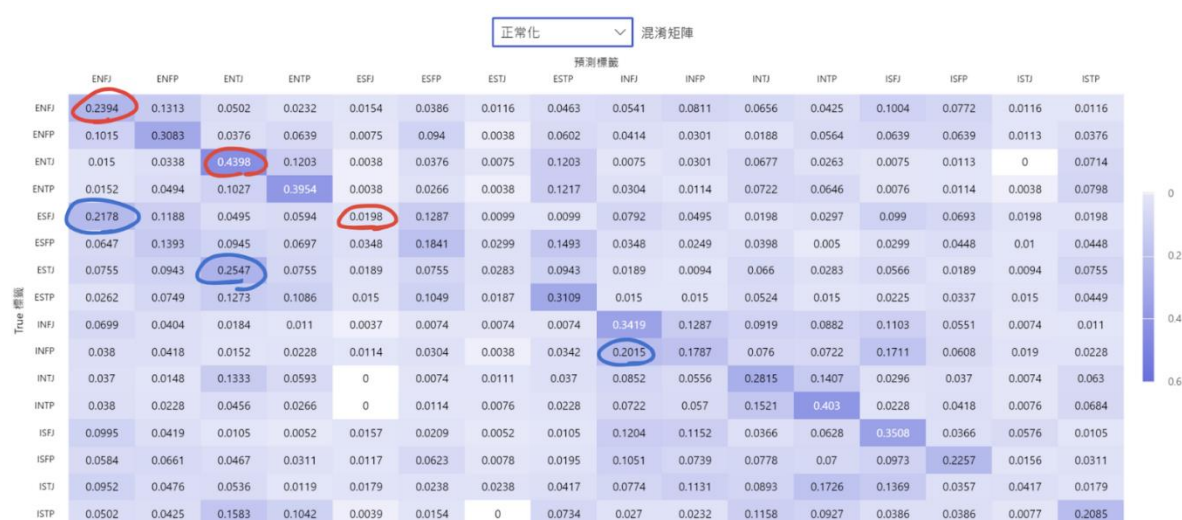 正常化 混淆矩陣
預測標籤
ENFJ ENFP ENTJ ENTP ESFJ ESFP ESTJ ESTP INFJ INFP INTJ INTP ISFJ ISFP ISTJ ISTP
ENFJ 0.2394 0.1313 0.0502 0.0232 0.0154 0.0386 0.0116 0.0463 0.0541 0.0811 0.0656 0.0425 0.1004 0.0772 0.0116 0.0116
ENFP 0.1015 0.3083 0.0376 0.0639 0.0075 0.094 0.0038 0.0602 0.0414 0.0301 0.0188 0.0564 0.0639 0.0639 0.0113 0.0376
ENTJ 0.015 0.0338 0.4398 0.1203 0.0038 0.0376 0.0075 0.1203 0.0075 0.0301 0.0677 0.0263 0.0075 0.0113 0 0.0714
ENTP 0.0152 0.0494 0.1027 0.3954 0.0038 0.0266 0.0038 0.1217 0.0304 0.0114 0.0722 0.0646 0.0076 0.0114 0.0038 0.0798
0
ESFJ 0.2178 0.1188 0.0495 0.0594 0.0198 0.1287 0.0099 0.0099 0.0792 0.0495 0.0198 0.0297 0.099 0.0693 0.0198 0.0198
ESFP 0.0647 0.1393 0.0945 0.0697 0.0348 0.1841 0.0299 0.1493 0.0348 0.0249 0.0398 0.005 0.0299 0.0448 0.01 0.0448
0.2
ESTJ 0.0755 0.0943 0.2547 0.0755 0.0189 0.0755 0.0283 0.0943 0.0189 0.0094 0.066 0.0283 0.0566 0.0189 0.0094 0.0755
ESTP 0.0262 0.0749 0.1273 0.1086 0.015 0.1049 0.0187 0.3109 0.015 0.015 0.0524 0.015 0.0225 0.0337 0.015 0.0449
True 標籤
INFJ 0.0699 0.0404 0.0184 0.011 0.0037 0.0074 0.0074 0.0074 0.3419 0.1287 0.0919 0.0882 0.1103 0.0551 0.0074 0.011
0.4
INFP 0.038 0.0418 0.0152 0.0228 0.0114 0.0304 0.0038 0.0342 0.2015 0.1787 0.076 0.0722 0.1711 0.0608 0.019 0.0228
INTJ 0.037 0.0148 0.1333 0.0593 0 0.0074 0.0111 0.037 0.0852 0.0556 0.2815 0.1407 0.0296 0.037 0.0074 0.063
0.6
INTP 0.038 0.0228 0.0456 0.0266 0 0.0114 0.0076 0.0228 0.0722 0.057 0.1521 0.403 0.0228 0.0418 0.0076 0.0684
ISFJ 0.0995 0.0419 0.0105 0.0052 0.0157 0.0209 0.0052 0.0105 0.1204 0.1152 0.0366 0.0628 0.3508 0.0366 0.0576 0.0105
ISFP 0.0584 0.0661 0.0467 0.0311 0.0117 0.0623 0.0078 0.0195 0.1051 0.0739 0.0778 0.07 0.0973 0.2257 0.0156 0.0311
ISTJ 0.0952 0.0476 0.0536 0.0119 0.0179 0.0238 0.0238 0.0417 0.0774 0.1131 0.0893 0.1726 0.1369 0.0357 0.0417 0.0179
ISTP 0.0502 0.0425 0.1583 0.1042 0.0039 0.0154 0 0.0734 0.027 0.0232 0.1158 0.0927 0.0386 0.0386 0.0077 0.2085